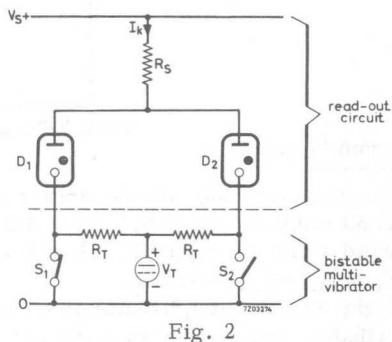 Vs+
Ik
Rs
read-out
circuit
D1
D2
RT
RT
+
VT
-
S1
S2
bistable
multi-
vibrator
0
7Z03274
Fig. 2